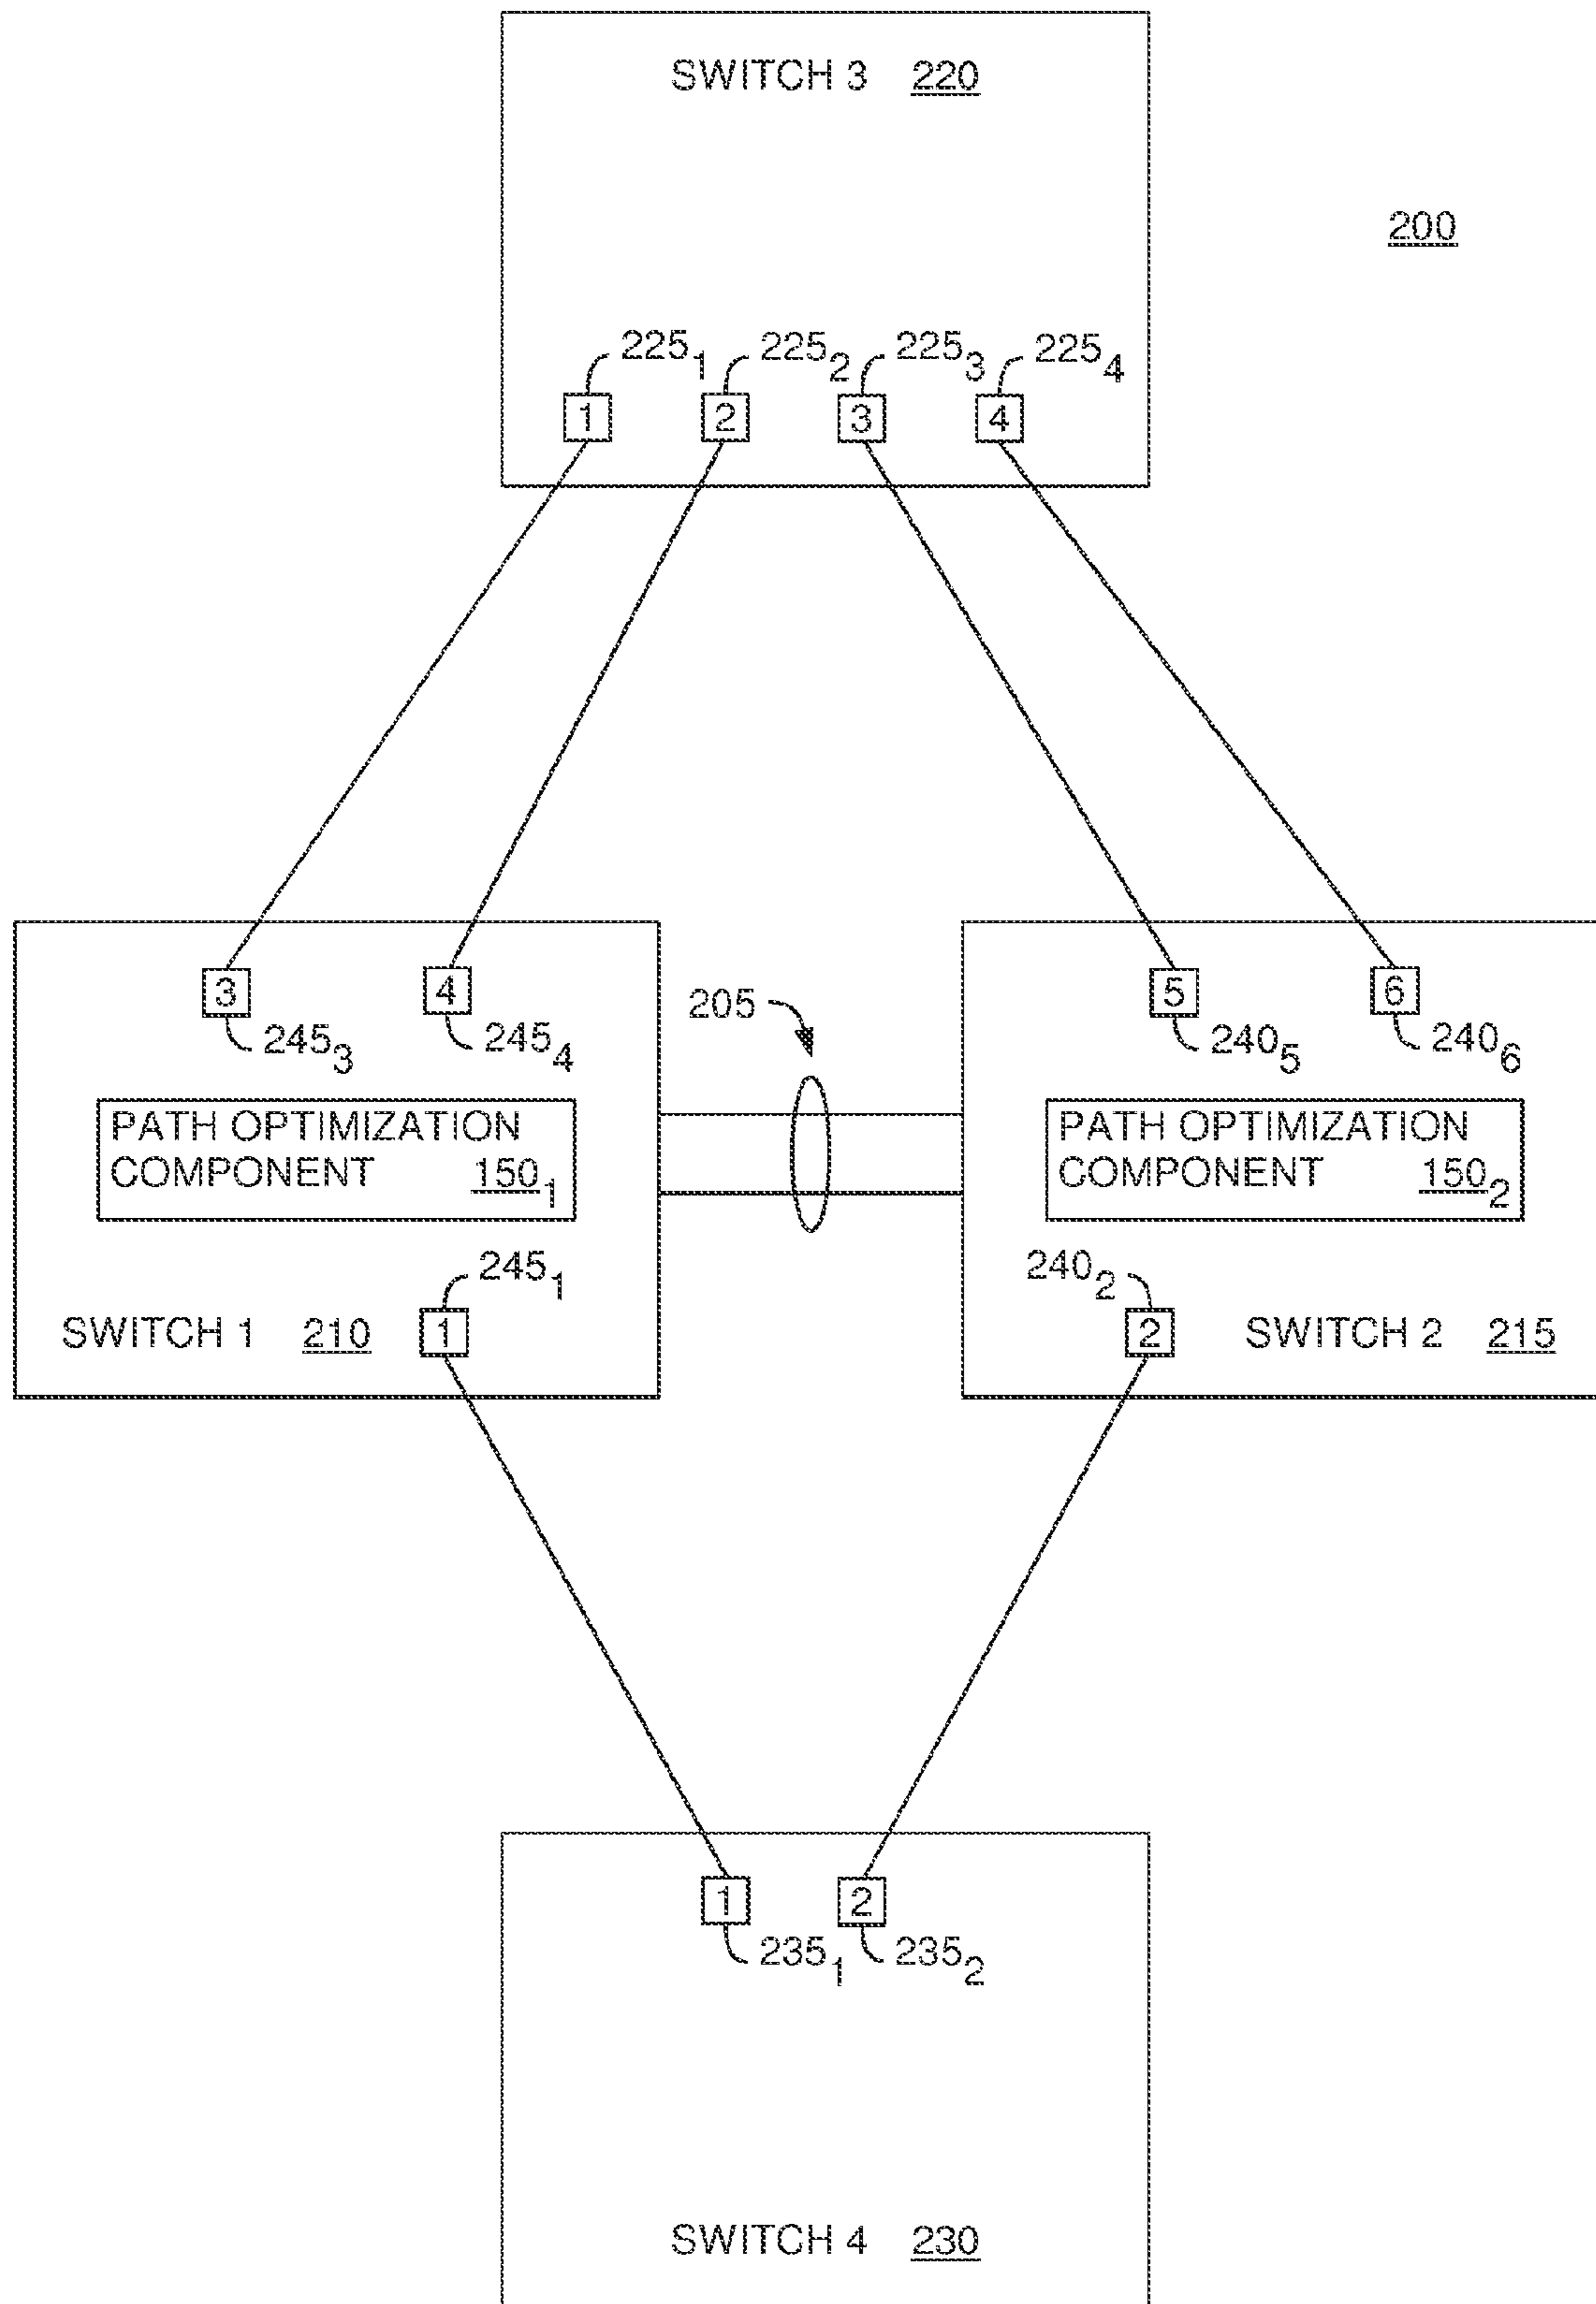 SWITCH 3 220
200
225₁ 225₂ 225₃ 225₄
1 2 3 4
3 4
245₃ 245₄
205
5 6
240₅ 240₆
PATH OPTIMIZATION
COMPONENT 150₁
PATH OPTIMIZATION
COMPONENT 150₂
245₁
SWITCH 1 210 1
240₂
2 SWITCH 2 215
1 2
235₁ 235₂
SWITCH 4 230